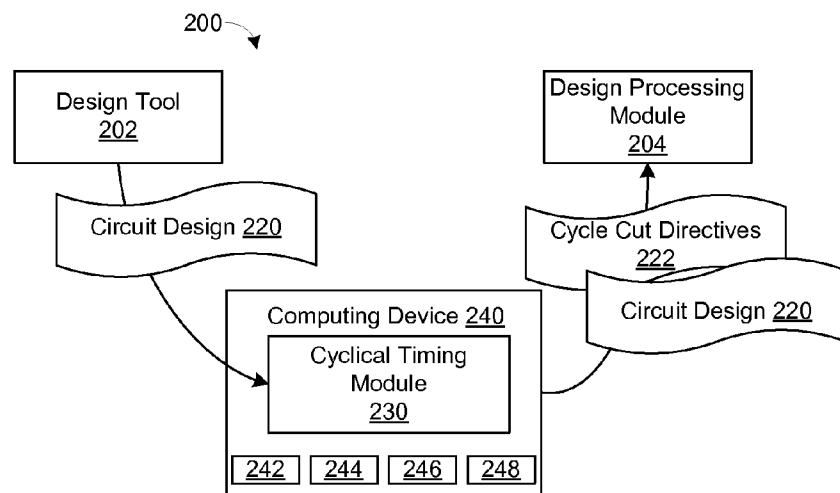 200
Design Tool
202
Design Processing
Module
204
Circuit Design 220
Cycle Cut Directives
222
Circuit Design 220
Computing Device 240
Cyclical Timing
Module
230
242 244 246 248